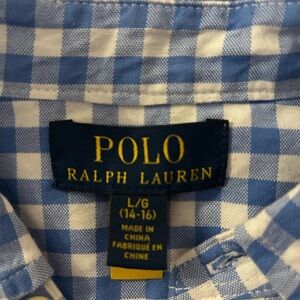 POLO
RALPH LAUREN
L/G
(14-16)
MADE IN
CHINA
FABRIQUÉ EN
CHINE